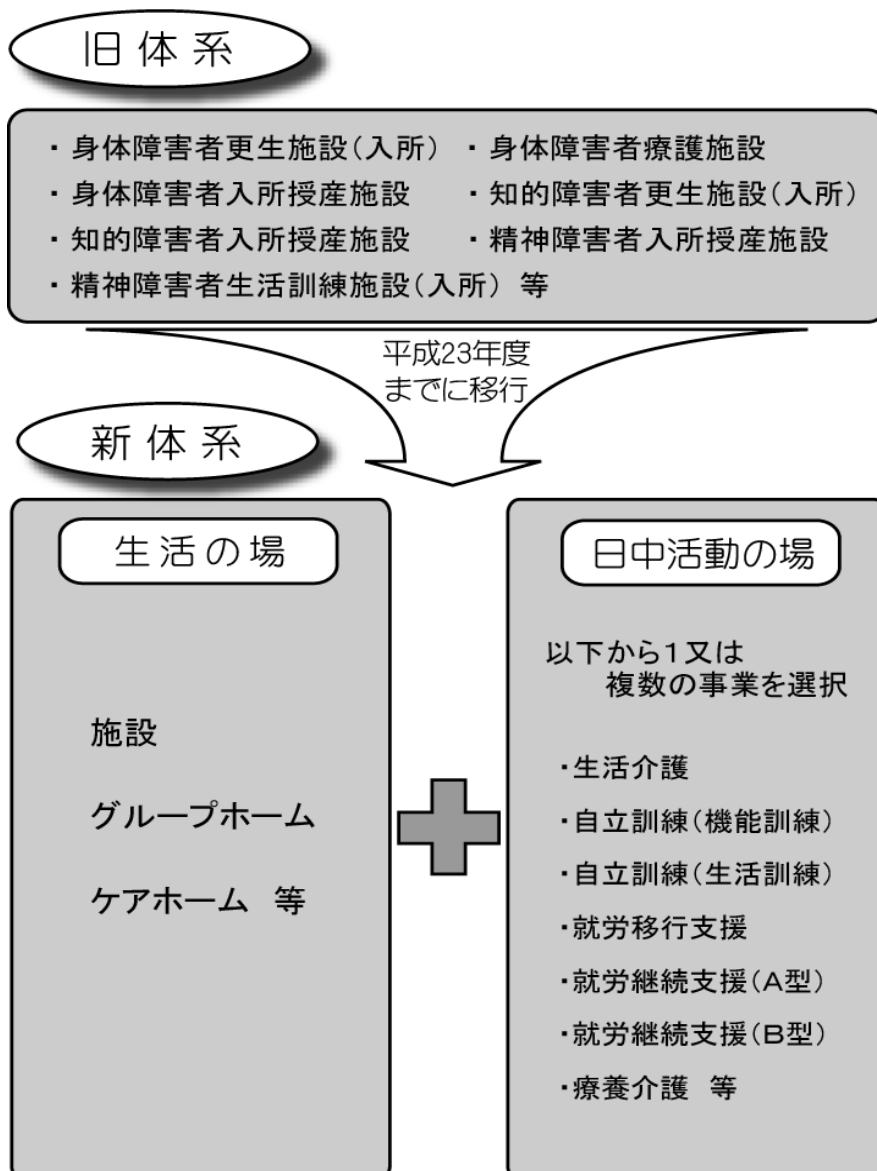 旧体系
・身体障害者更生施設(入所) ・身体障害者療護施設
・身体障害者入所授産施設 ・知的障害者更生施設(入所)
・知的障害者入所授産施設 ・精神障害者入所授産施設
・精神障害者生活訓練施設(入所) 等
平成23年度
までに移行
新体系
生活の場
施設
グループホーム
ケアホーム 等
日中活動の場
以下から1又は
複数の事業を選択
・生活介護
・自立訓練(機能訓練)
・自立訓練(生活訓練)
・就労移行支援
・就労継続支援(A型)
・就労継続支援(B型)
・療養介護 等